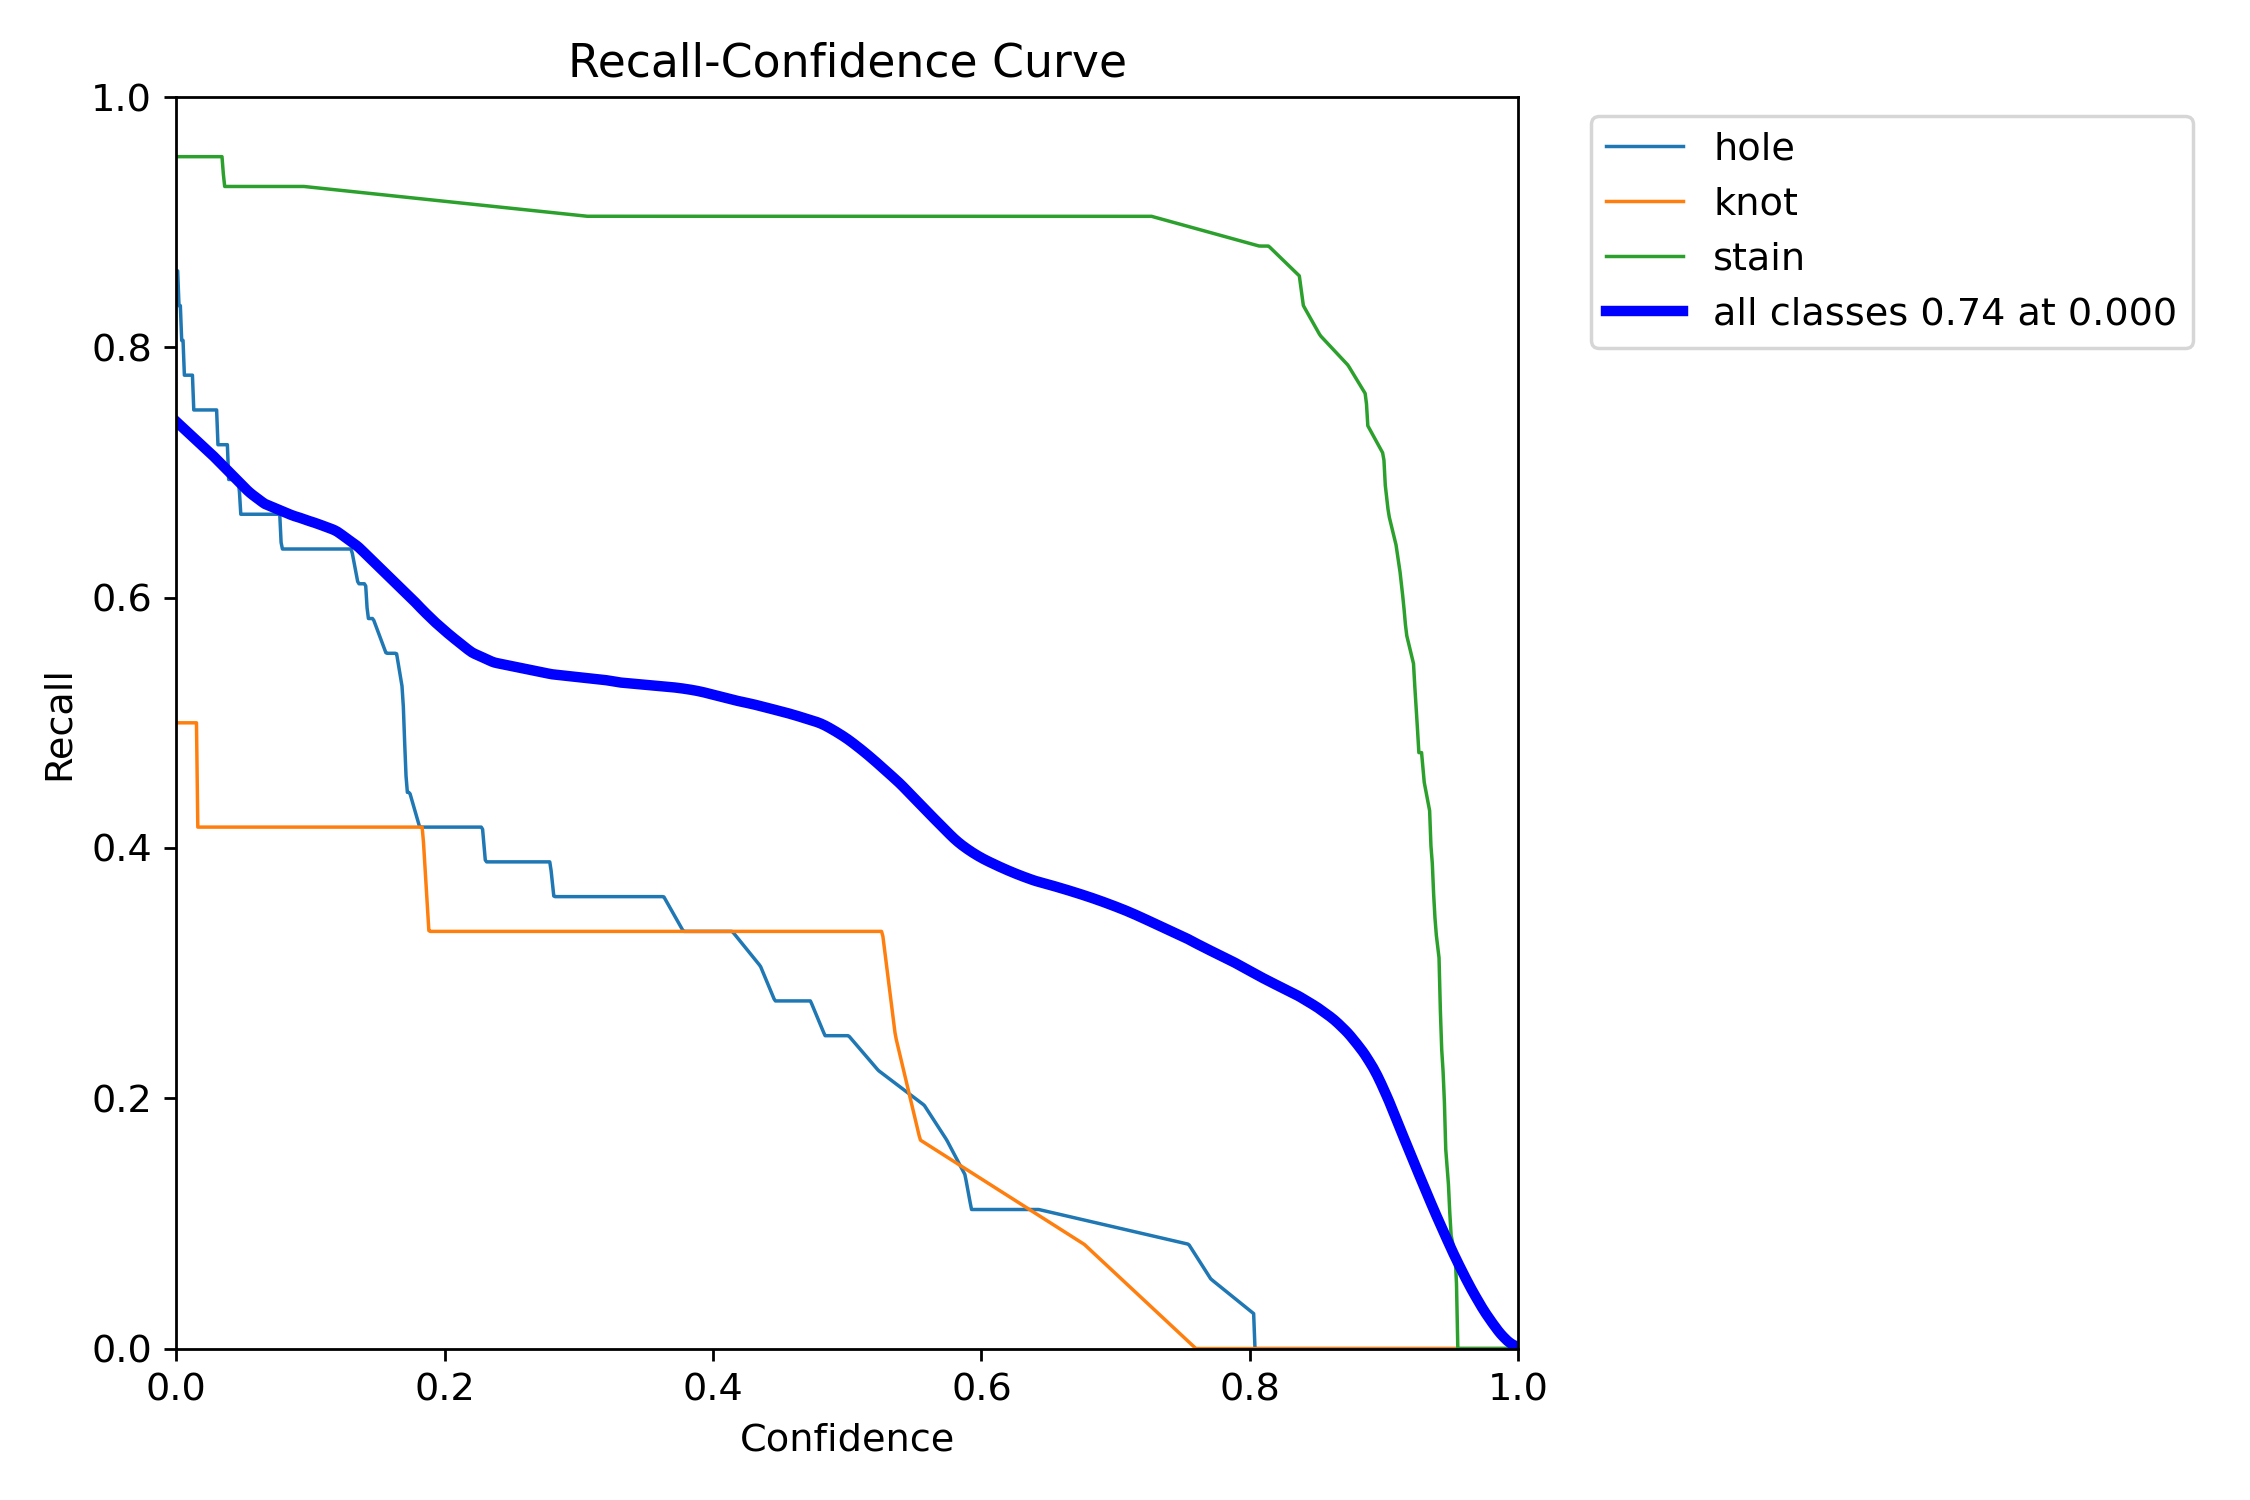 Recall-Confidence Curve
1.0
0.8
0.6
0.4
0.2
0.0
Recall
0.0 0.2 0.4 0.6 0.8 1.0
Confidence
hole
knot
stain
all classes 0.74 at 0.000